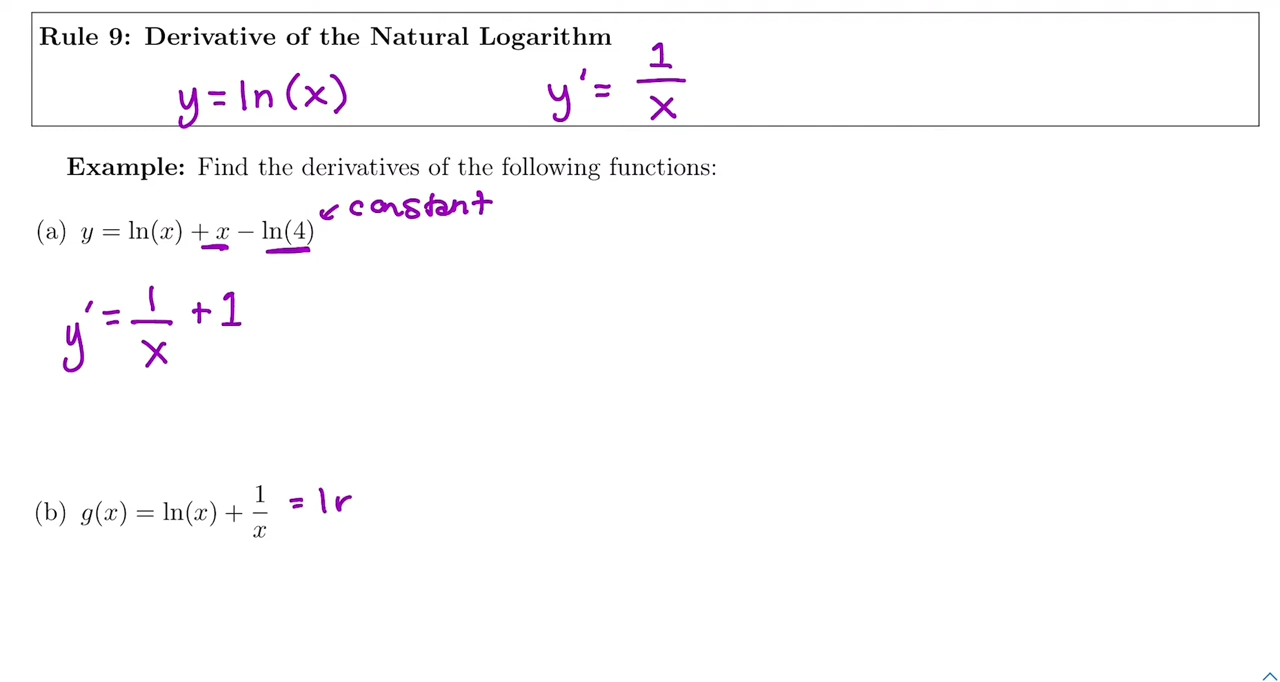 Rule 9: Derivative of the Natural Logarithm
y = ln(x) y' = 1/x
Example: Find the derivatives of the following functions:
(a) y = ln(x) + x − ln(4) ↙ constant
y' = 1/x + 1
(b) g(x) = ln(x) + 1/x = lr